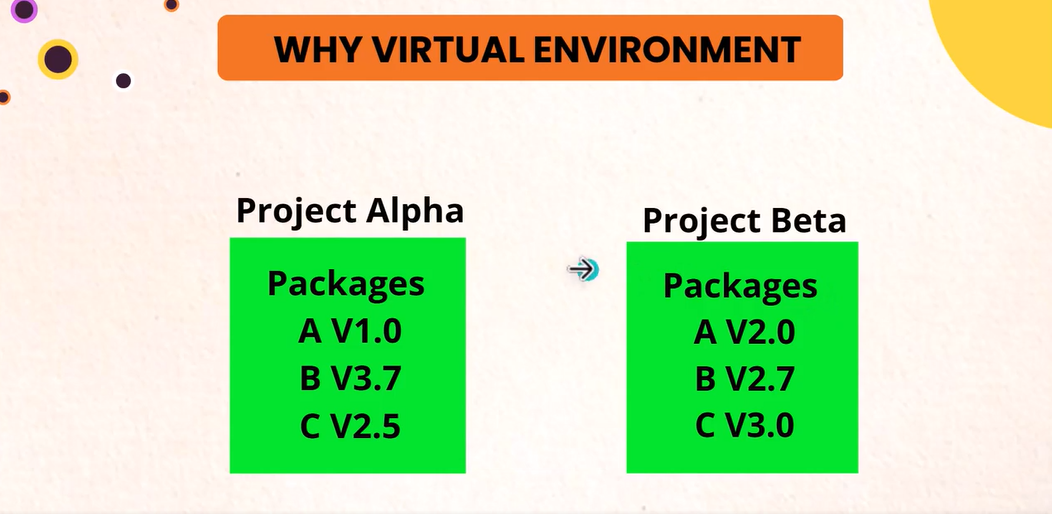 WHY VIRTUAL ENVIRONMENT
Project Alpha
Packages
A V1.0
B V3.7
C V2.5
Project Beta
Packages
A V2.0
B V2.7
C V3.0